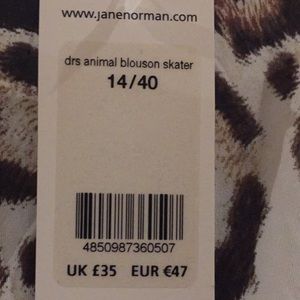 www.janenorman.com
drs animal blouson skater
14/40
4850987360507
UK £35 EUR €47